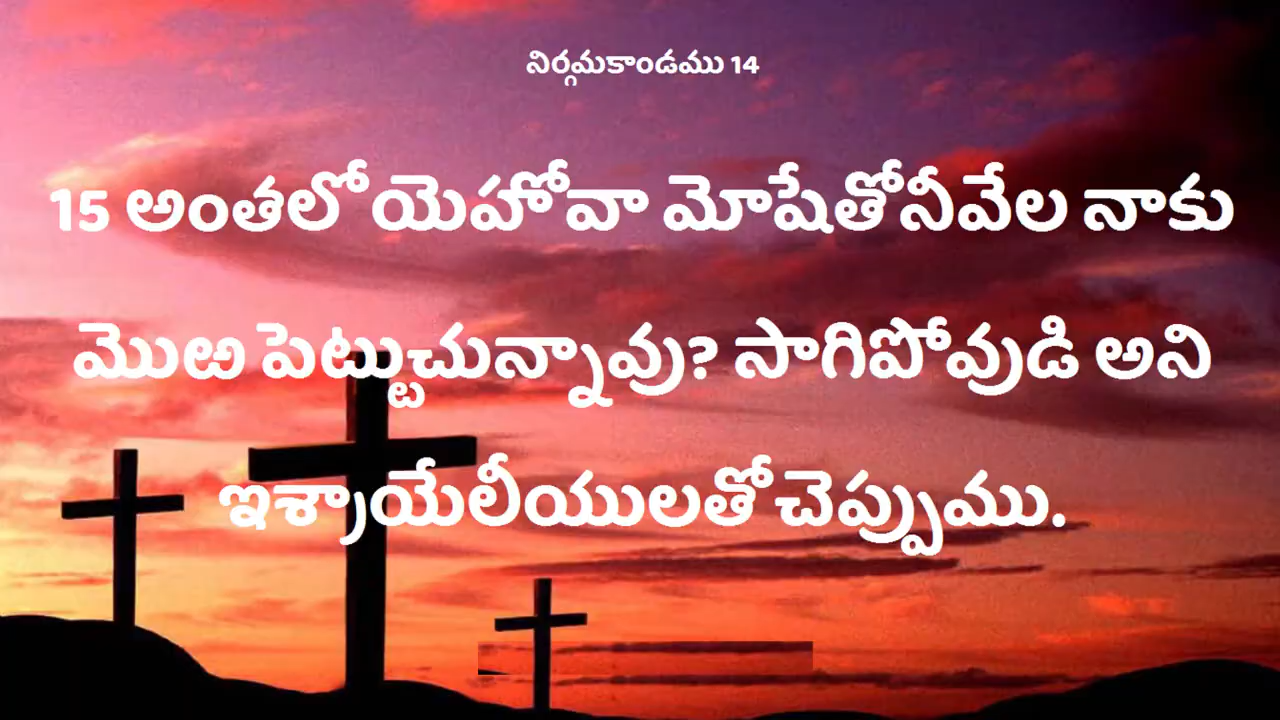 నిర్గమకాండము 14
15 అంతలో యెహోవా మోషేతో నీవేల నాకు
మొఱ పెట్టుచున్నావు? సాగిపోవుడి అని
ఇశ్రాయేలీయులతో చెప్పుము.